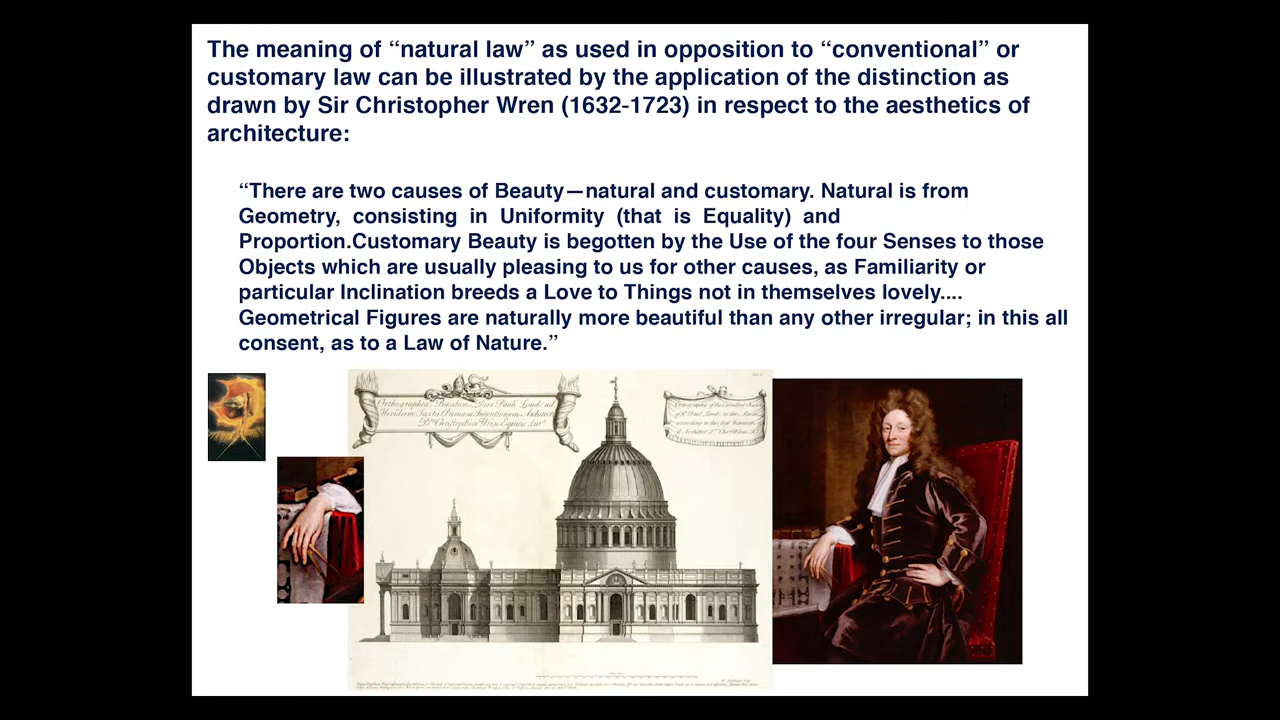 The meaning of “natural law” as used in opposition to “conventional” or
customary law can be illustrated by the application of the distinction as
drawn by Sir Christopher Wren (1632-1723) in respect to the aesthetics of
architecture:
“There are two causes of Beauty—natural and customary. Natural is from
Geometry, consisting in Uniformity (that is Equality) and
Proportion.Customary Beauty is begotten by the Use of the four Senses to those
Objects which are usually pleasing to us for other causes, as Familiarity or
particular Inclination breeds a Love to Things not in themselves lovely....
Geometrical Figures are naturally more beautiful than any other irregular; in this all
consent, as to a Law of Nature.”